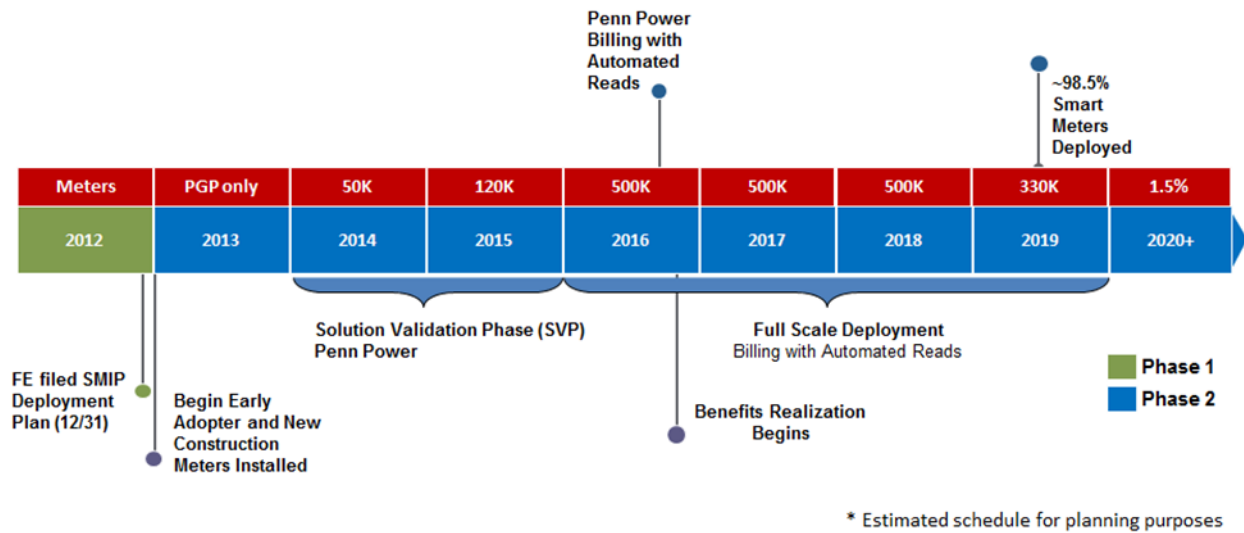 Penn Power
Billing with
Automated
Reads
~98.5%
Smart
Meters
Deployed
Meters PGP only 50K 120K 500K 500K 500K 330K 1.5%
2012 2013 2014 2015 2016 2017 2018 2019 2020+
Solution Validation Phase (SVP)
Penn Power
Full Scale Deployment
Billing with Automated Reads
FE filed SMIP
Deployment
Plan (12/31)
Begin Early
Adopter and New
Construction
Meters Installed
Benefits Realization
Begins
Phase 1
Phase 2
* Estimated schedule for planning purposes